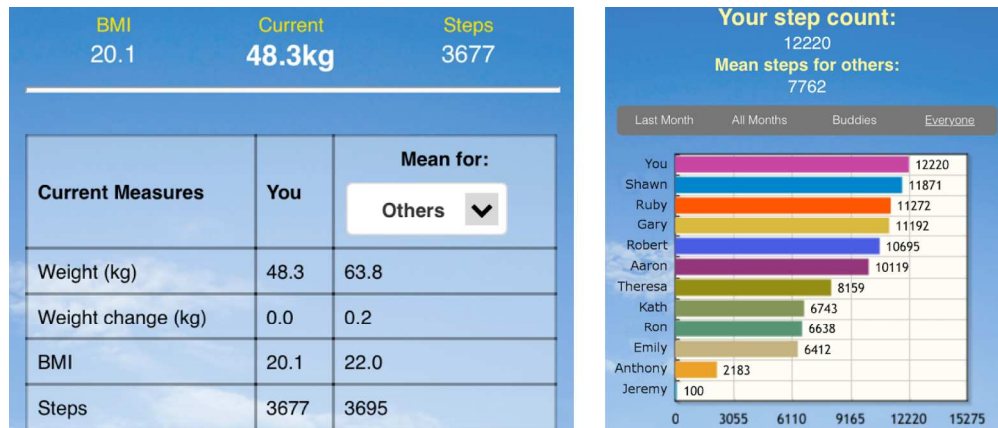 BMI Current Steps
20.1 48.3kg 3677
Mean for:
Current Measures You Others
Weight (kg) 48.3 63.8
Weight change (kg) 0.0 0.2
BMI 20.1 22.0
Steps 3677 3695
Your step count:
12220
Mean steps for others:
7762
Last Month All Months Buddies Everyone
You 12220
Shawn 11871
Ruby 11272
Gary 11192
Robert 10695
Aaron 10119
Theresa 8159
Kath 6743
Ron 6638
Emily 6412
Anthony 2183
Jeremy 100
0 3055 6110 9165 12220 15275